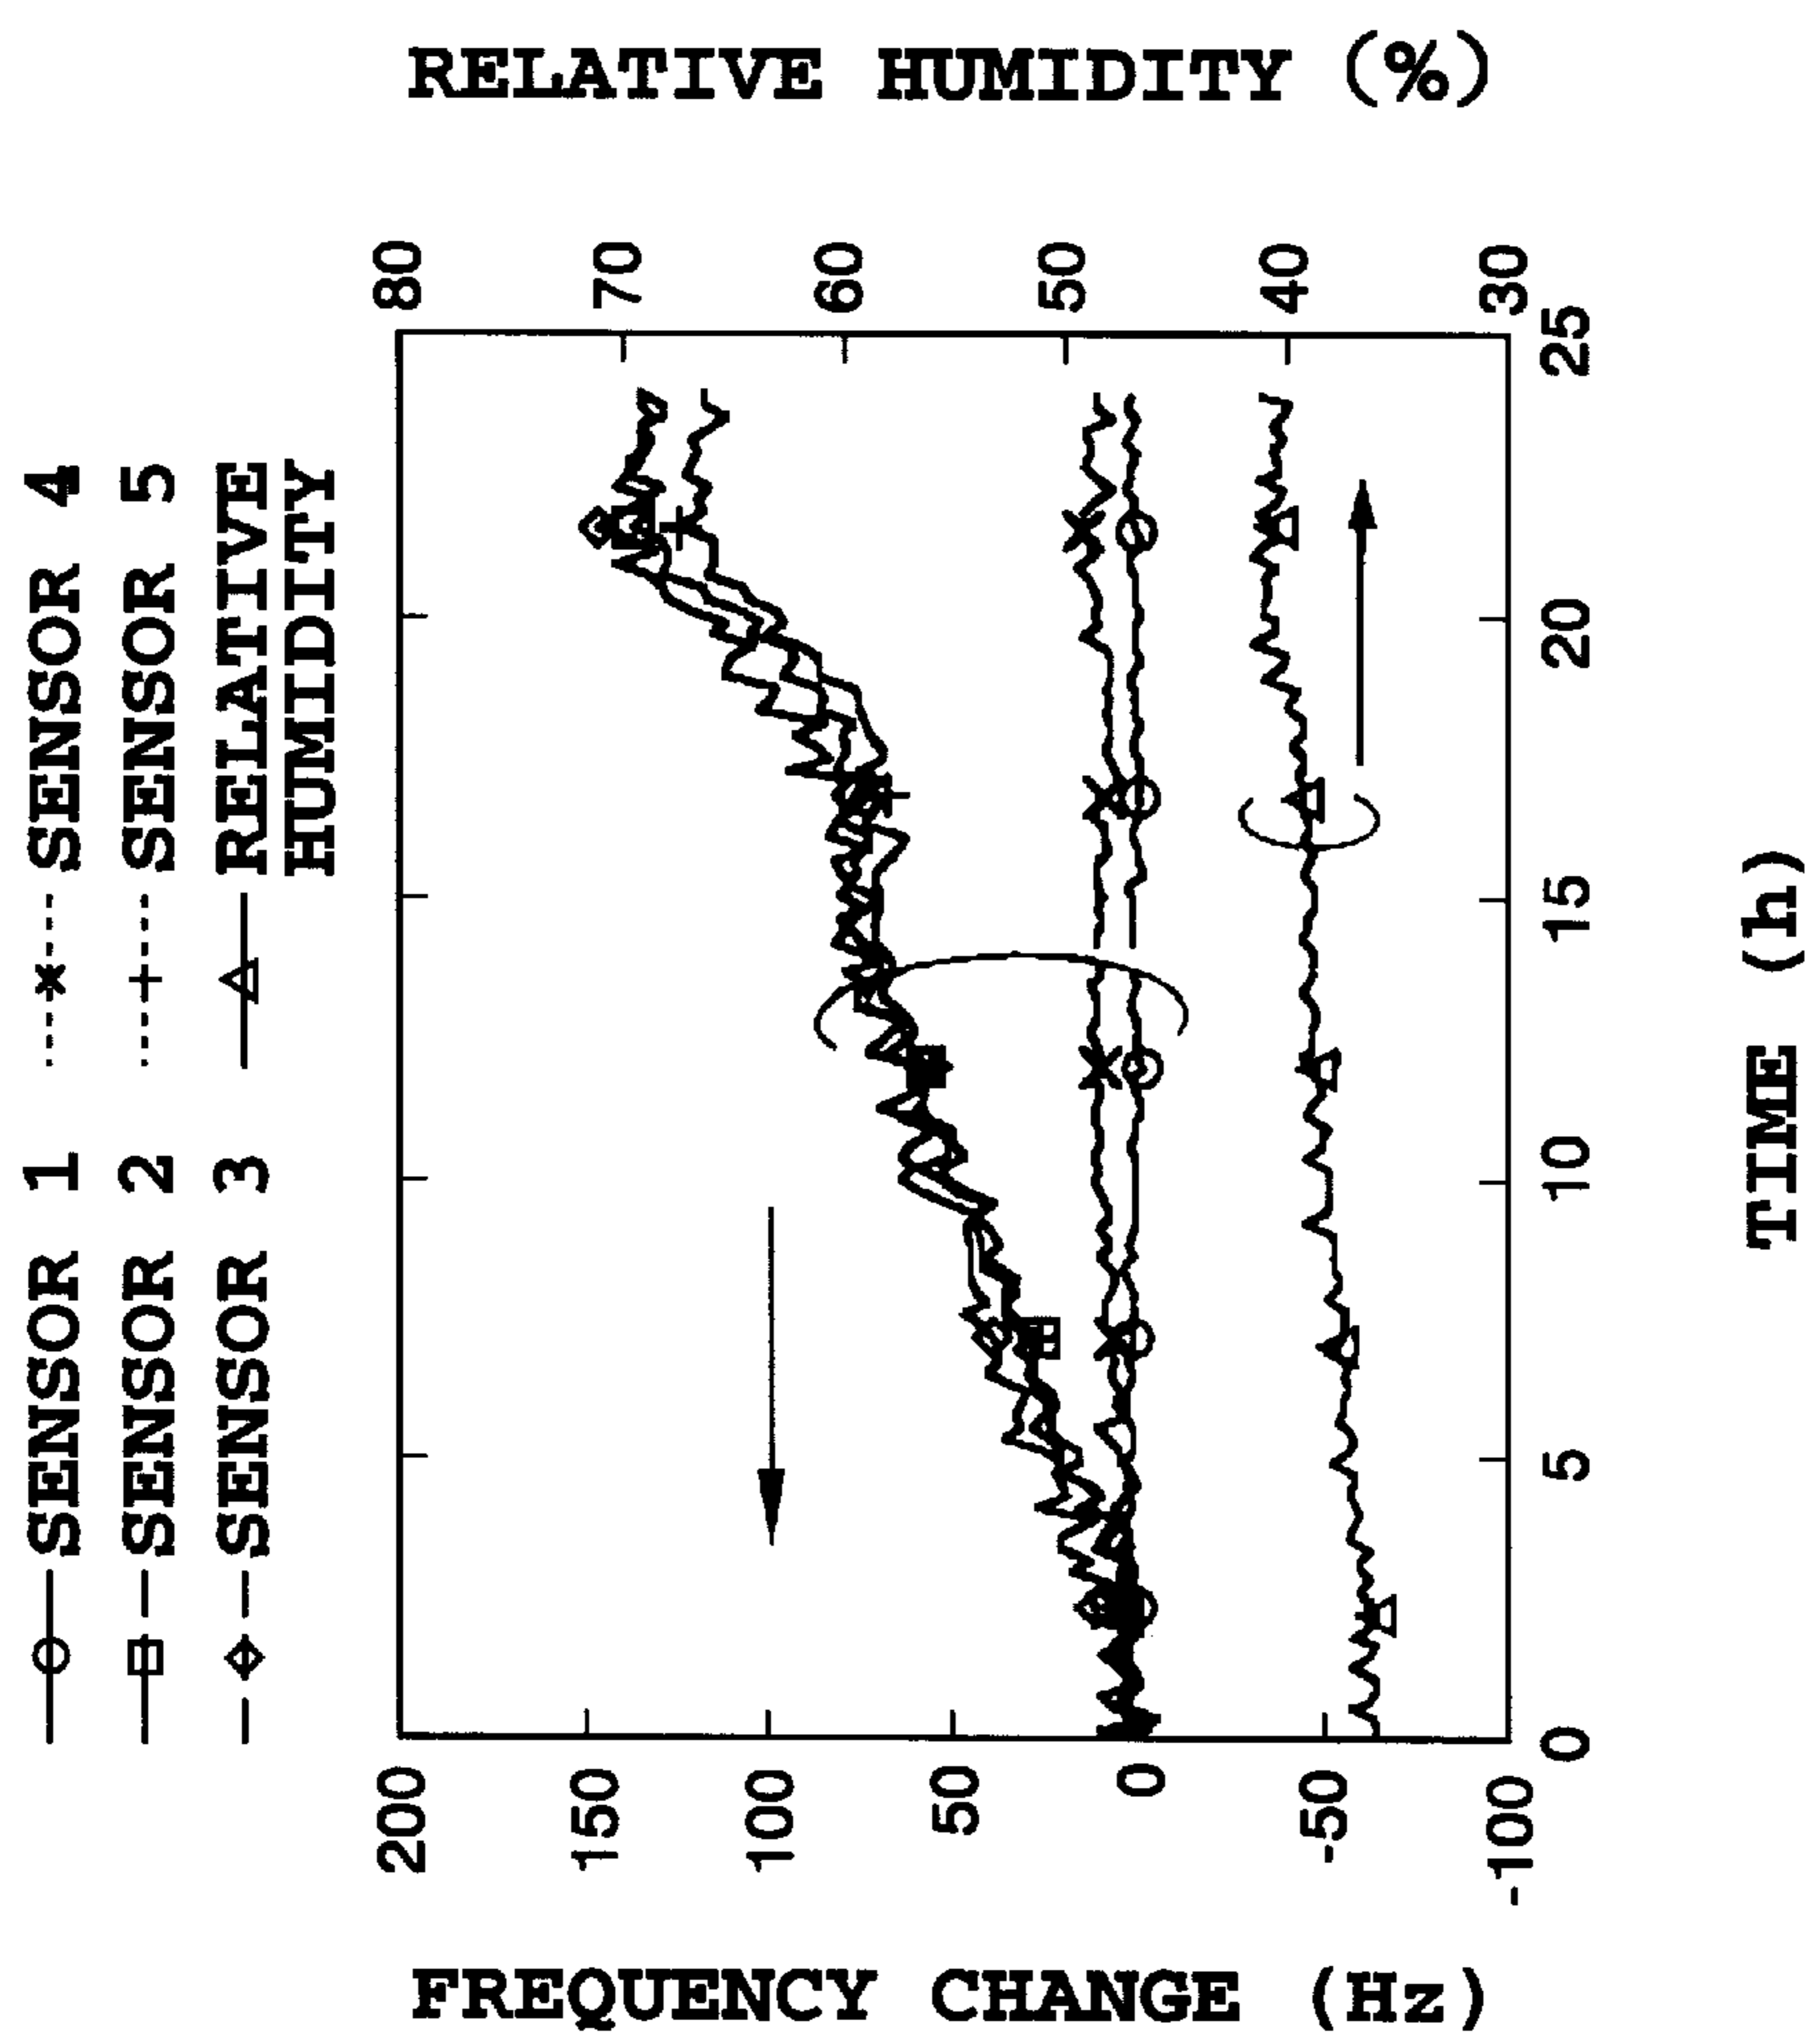 SENSOR 1
SENSOR 4
SENSOR 2
SENSOR 5
SENSOR 3
RELATIVE
HUMIDITY
FREQUENCY CHANGE (Hz)
200
150
100
50
0
-50
-100
RELATIVE HUMIDITY (%)
80
70
60
50
40
30
0
5
10
15
20
25
TIME (h)